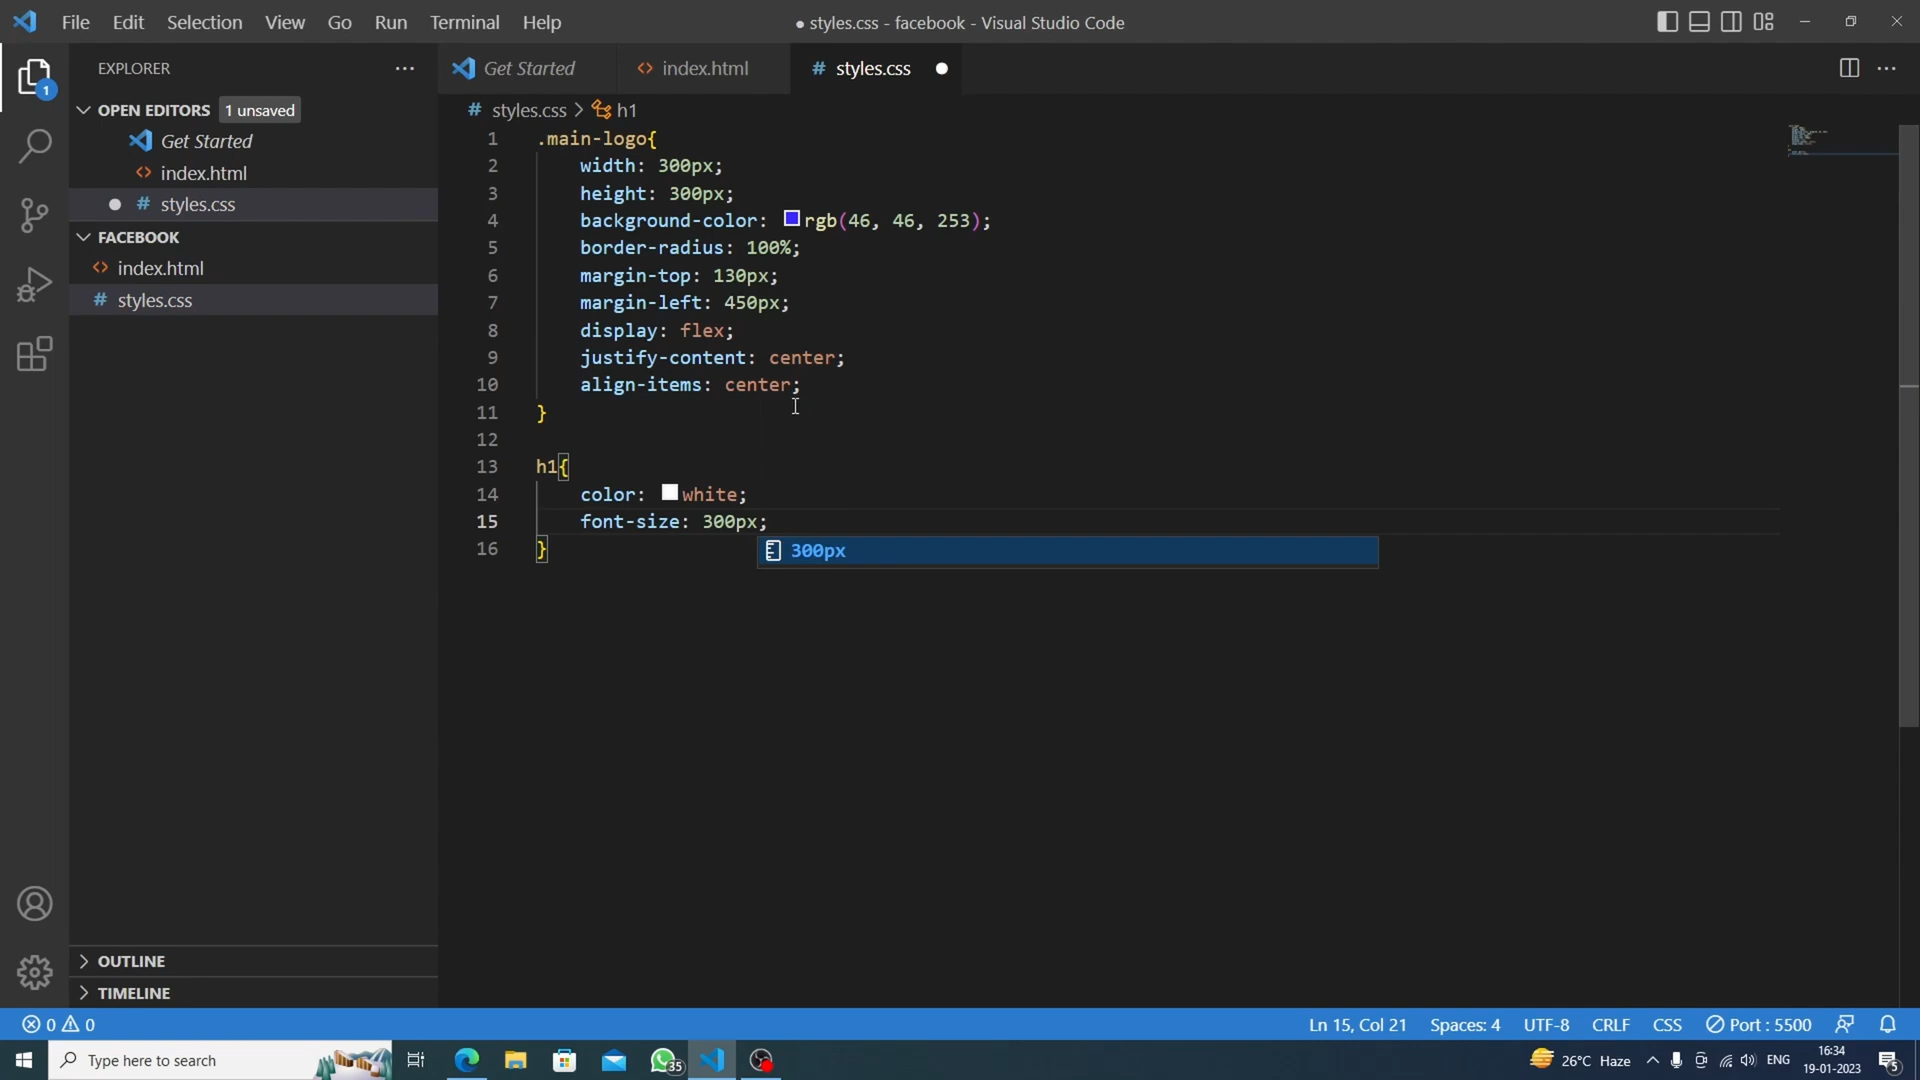 File Edit Selection View Go Run Terminal Help
● styles.css - facebook - Visual Studio Code
EXPLORER
1
OPEN EDITORS 1 unsaved
Get Started
index.html
# styles.css
FACEBOOK
index.html
# styles.css
OUTLINE
TIMELINE
Get Started
index.html
# styles.css
# styles.css > h1
1 .main-logo{
2 width: 300px;
3 height: 300px;
4 background-color: rgb(46, 46, 253);
5 border-radius: 100%;
6 margin-top: 130px;
7 margin-left: 450px;
8 display: flex;
9 justify-content: center;
10 align-items: center;
11 }
12
13 h1{
14 color: white;
15 font-size: 300px;
16 }
300px
0 0
Ln 15, Col 21 Spaces: 4 UTF-8 CRLF CSS Port : 5500
Type here to search
35
26°C Haze
ENG
16:34
19-01-2023
5